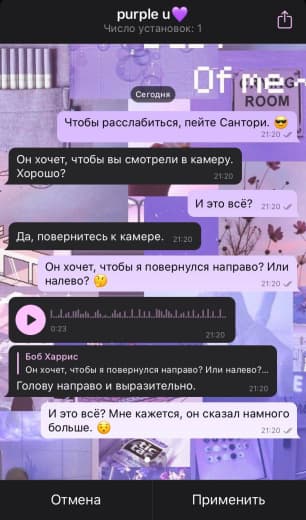 purple u💜
Число установок: 1
Of me
ROOM
Сегодня
Чтобы расслабиться, пейте Сантори. 😎
21:20
Он хочет, чтобы вы смотрели в камеру.
Хорошо?
21:20
И это всё?
21:20
Да, повернитесь к камере.
21:20
Он хочет, чтобы я повернулся направо? Или
налево? 🤔
21:20
0:23
21:20
Боб Харрис
Он хочет, чтобы я повернулся направо? Или налево?...
Голову направо и выразительно.
21:20
И это всё? Мне кажется, он сказал намного
больше. 😯
21:20
Отмена
Применить